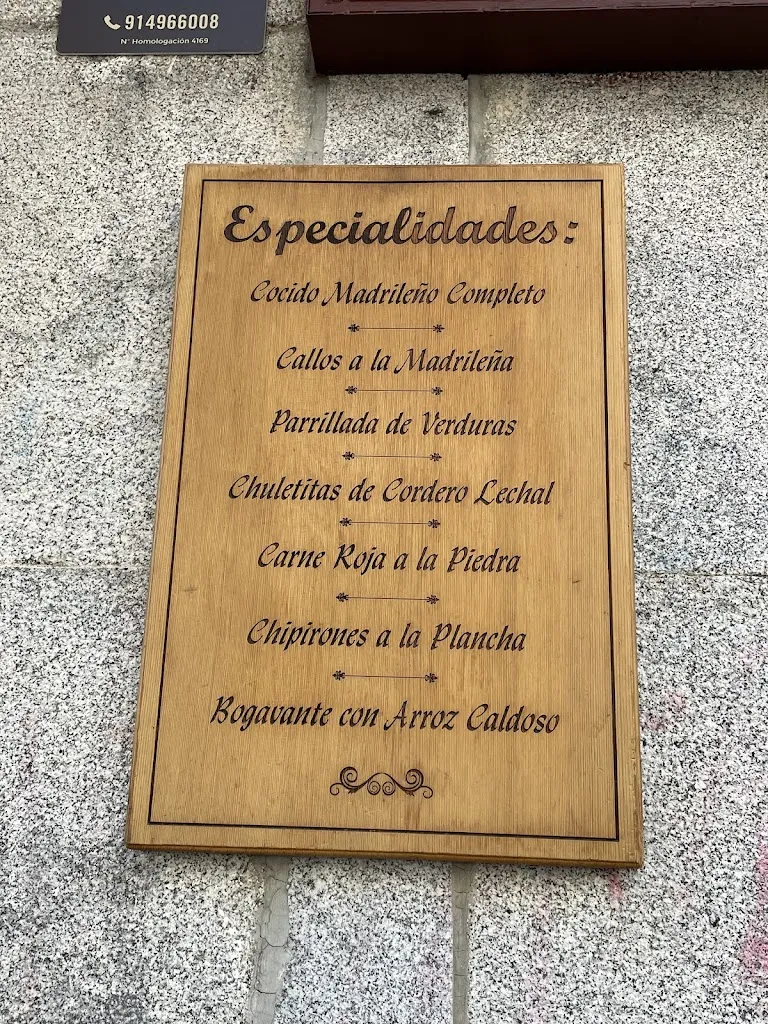 914966008
N° Homologación 4169
Especialidades:
Cocido Madrileño Completo
Callos a la Madrileña
Parrillada de Verduras
Chuletitas de Cordero Lechal
Carne Roja a la Piedra
Chipirones a la Plancha
Bogavante con Arroz Caldoso